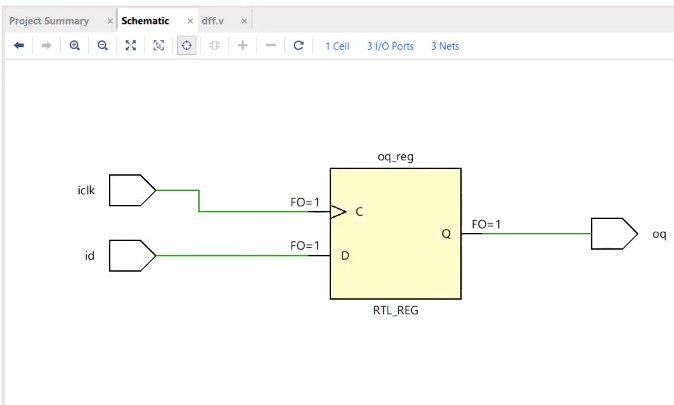 Project Summary × Schematic × dff.v ×
1 Cell 3 I/O Ports 3 Nets
oq_reg
iclk
FO=1
C
FO=1
Q
oq
FO=1
id
D
RTL_REG